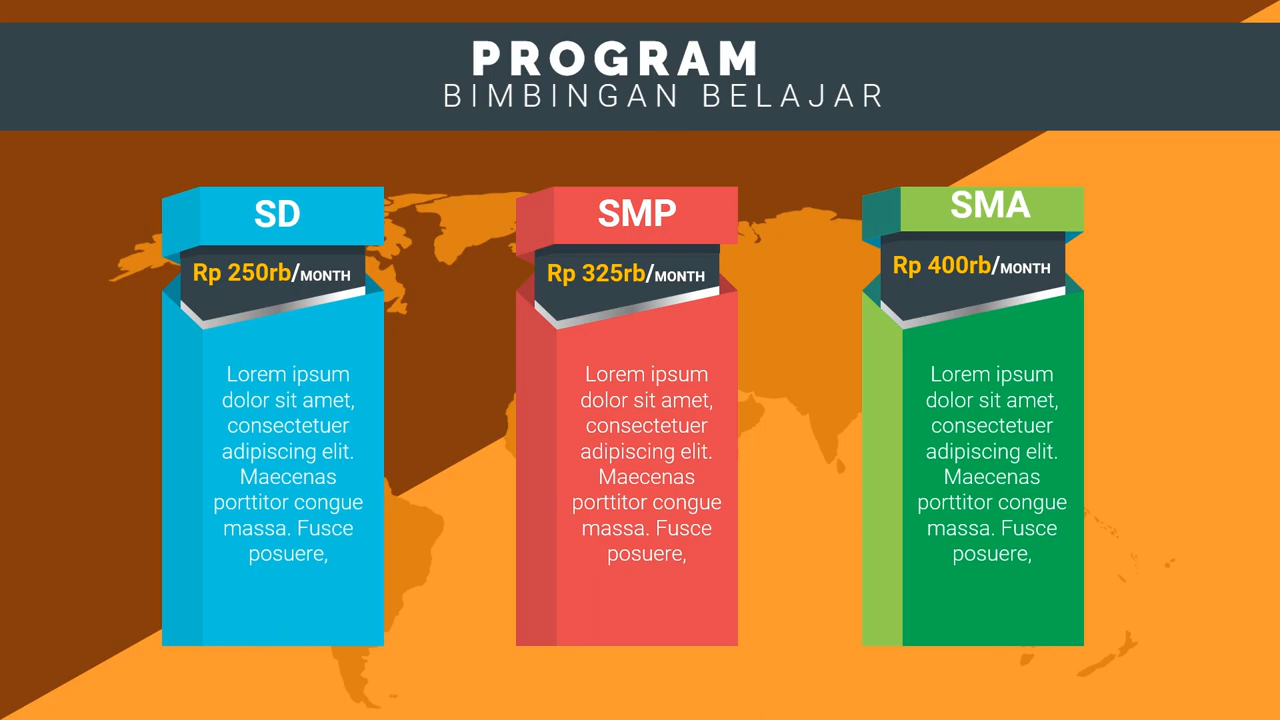 PROGRAM
BIMBINGAN BELAJAR
SD
Rp 250rb/MONTH
Lorem ipsum
dolor sit amet,
consectetuer
adipiscing elit.
Maecenas
porttitor congue
massa. Fusce
posuere,
SMP
Rp 325rb/MONTH
Lorem ipsum
dolor sit amet,
consectetuer
adipiscing elit.
Maecenas
porttitor congue
massa. Fusce
posuere,
SMA
Rp 400rb/MONTH
Lorem ipsum
dolor sit amet,
consectetuer
adipiscing elit.
Maecenas
porttitor congue
massa. Fusce
posuere,